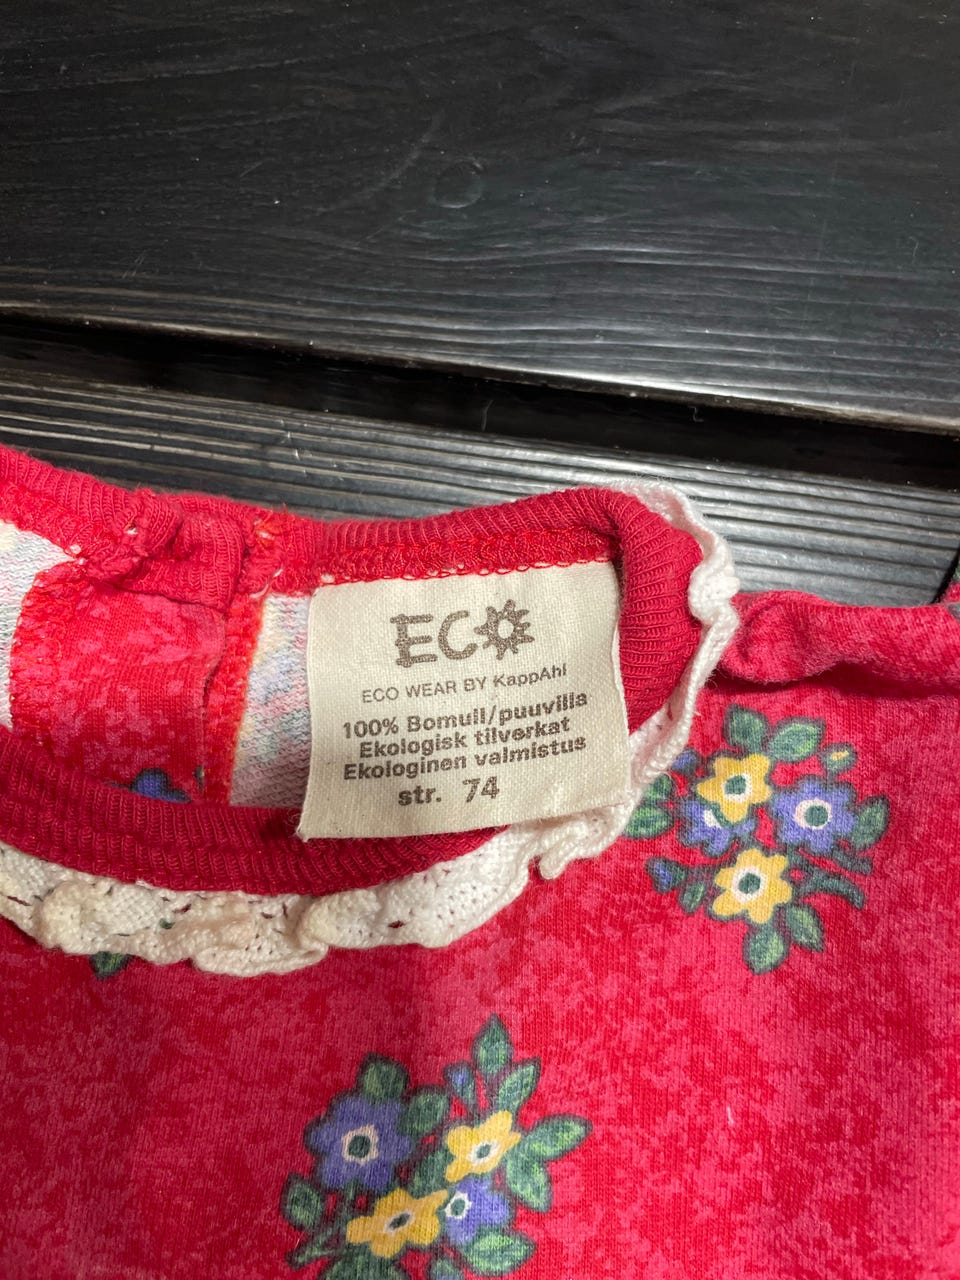 ECO
ECO WEAR BY KappAhl
100% Bomull/puuvilla
Ekologisk tilverkat
Ekologinen valmistus
str. 74